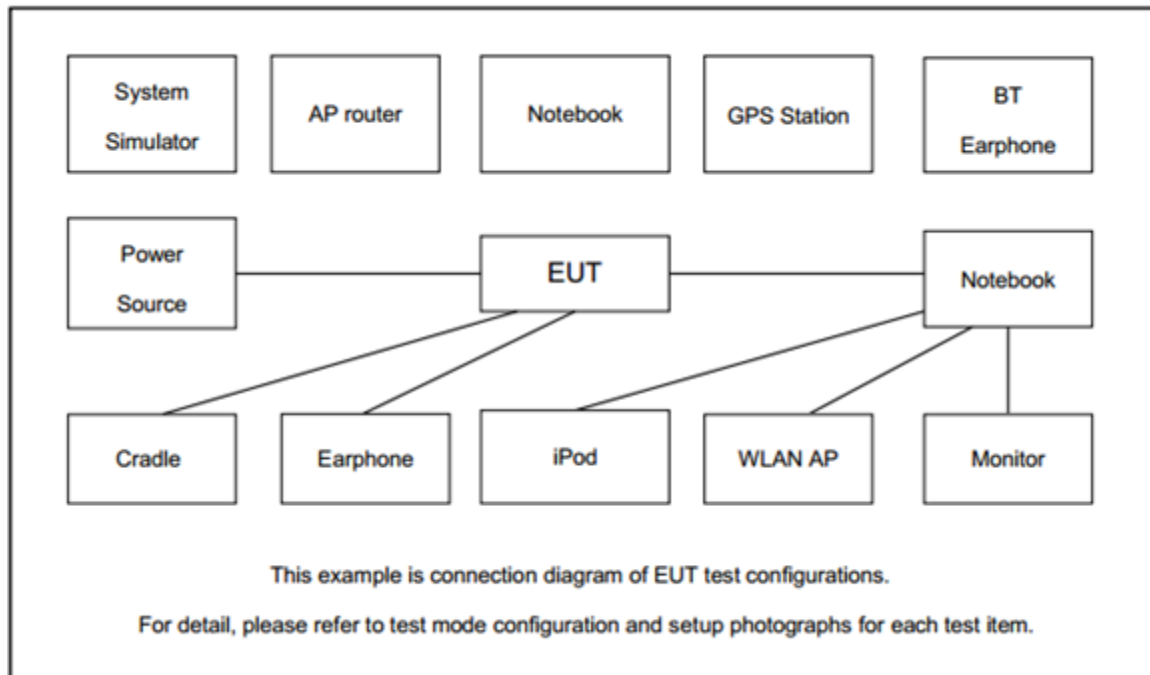 System
Simulator
AP router
Notebook
GPS Station
BT
Earphone
Power
Source
EUT
Notebook
Cradle
Earphone
iPod
WLAN AP
Monitor
This example is connection diagram of EUT test configurations.
For detail, please refer to test mode configuration and setup photographs for each test item.